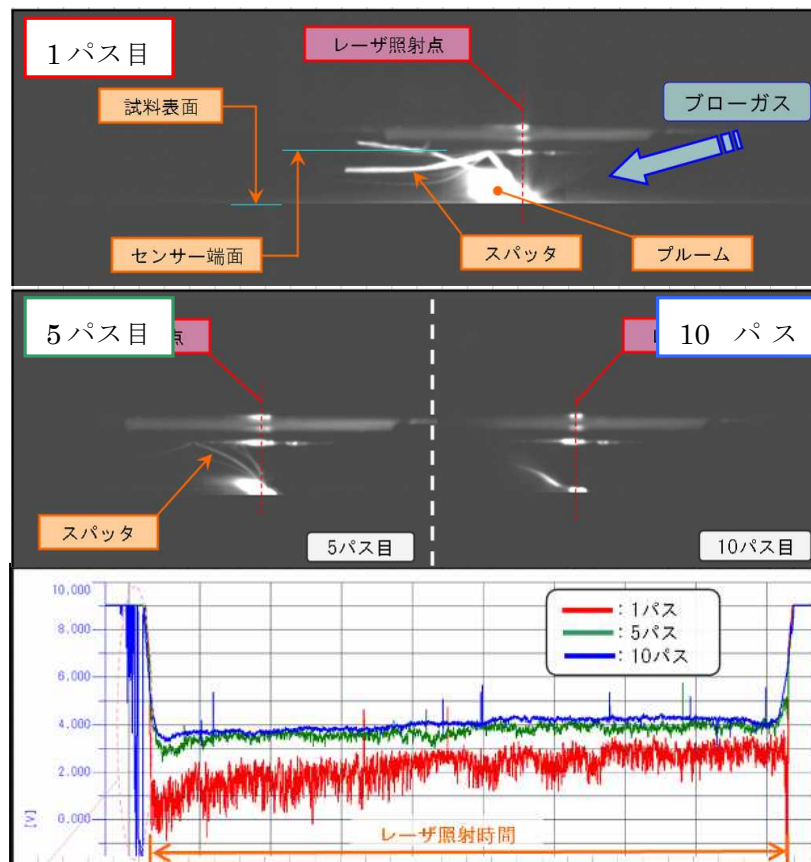 1パス目
レーザ照射点
試料表面
ブローガス
センサー端面
スパッタ
プルーム
5パス目
点
10 パス
スパッタ
5パス目
10パス目
10.000
8.000
6.000
4.000
2.000
0.000
[V]
:1パス
:5パス
:10パス
レーザ照射時間